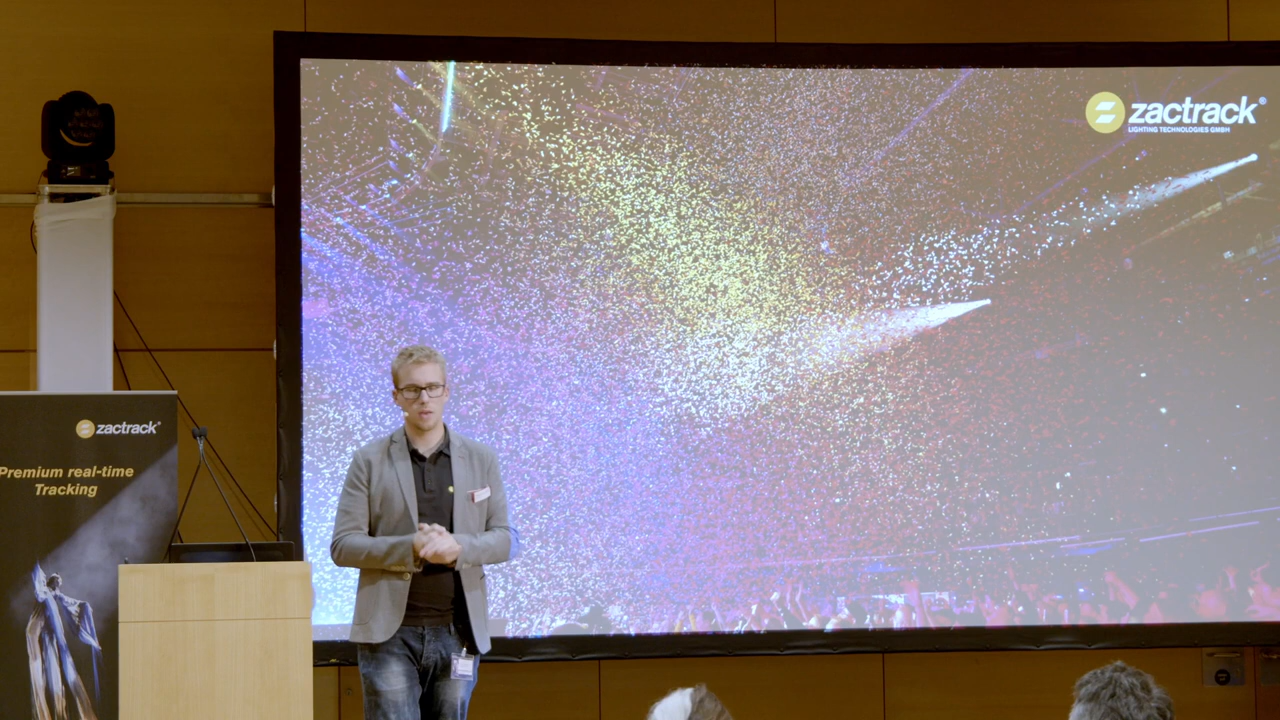 zactrack®
LIGHTING TECHNOLOGIES GMBH
zactrack®
Premium real-time
Tracking